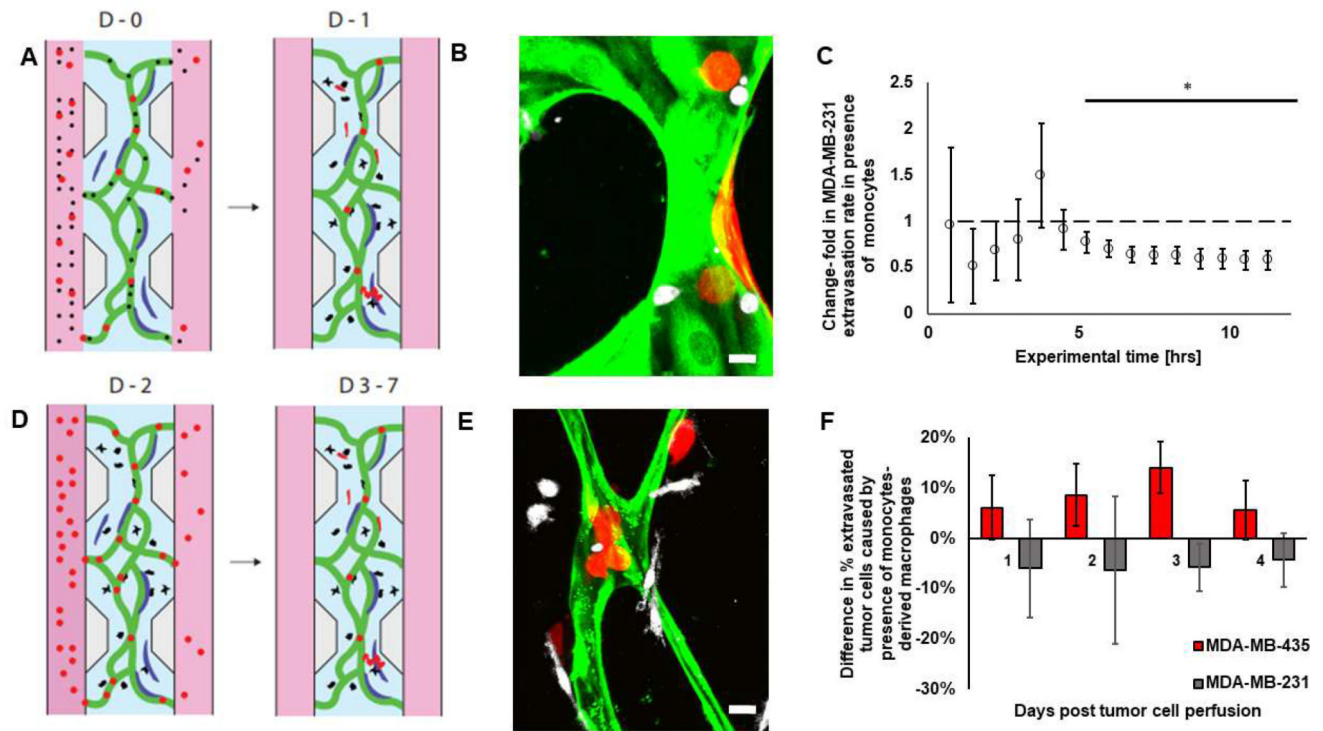 D - 0
D - 1
A
B
C
2.5
2
1.5
1
0.5
0
*
Change-fold in MDA-MB-231
extravasation rate in presence
of monocytes
0
5
10
Experimental time [hrs]
D - 2
D 3 - 7
D
E
F
20%
10%
0%
-10%
-20%
-30%
Difference in % extravasated
tumor cells caused by
presence of monocytes-
derived macrophages
1
2
3
4
MDA-MB-435
MDA-MB-231
Days post tumor cell perfusion